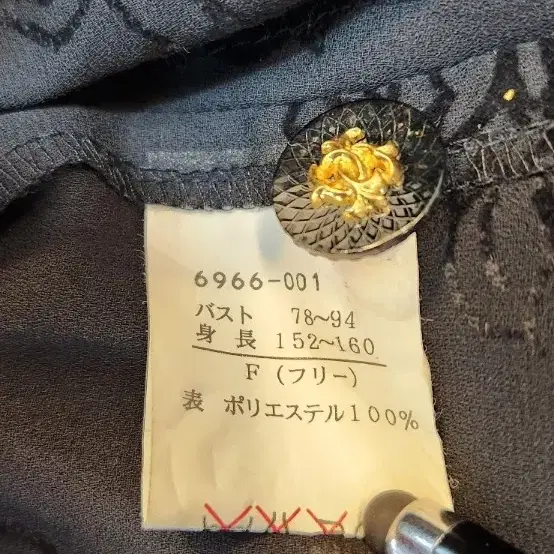 6966-001
バスト 78~94
身長 152~160
F (フリー)
表 ポリエステル100%